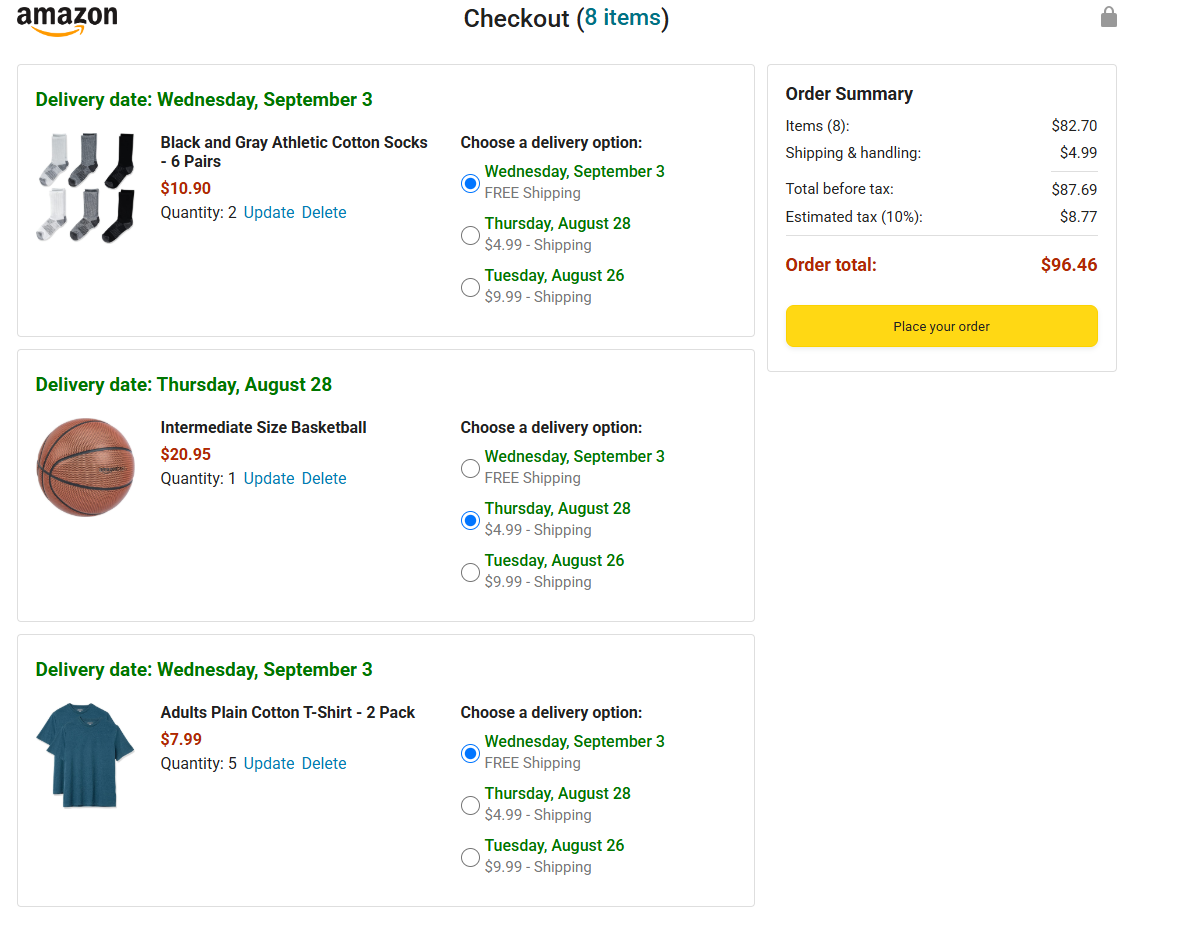 amazon
Checkout (8 items)
Delivery date: Wednesday, September 3
Black and Gray Athletic Cotton Socks
- 6 Pairs
$10.90
Quantity: 2 Update Delete
Choose a delivery option:
Wednesday, September 3
FREE Shipping
Thursday, August 28
$4.99 - Shipping
Tuesday, August 26
$9.99 - Shipping
Order Summary
Items (8): $82.70
Shipping & handling: $4.99
Total before tax: $87.69
Estimated tax (10%): $8.77
Order total: $96.46
Place your order
Delivery date: Thursday, August 28
Intermediate Size Basketball
$20.95
Quantity: 1 Update Delete
Choose a delivery option:
Wednesday, September 3
FREE Shipping
Thursday, August 28
$4.99 - Shipping
Tuesday, August 26
$9.99 - Shipping
Delivery date: Wednesday, September 3
Adults Plain Cotton T-Shirt - 2 Pack
$7.99
Quantity: 5 Update Delete
Choose a delivery option:
Wednesday, September 3
FREE Shipping
Thursday, August 28
$4.99 - Shipping
Tuesday, August 26
$9.99 - Shipping